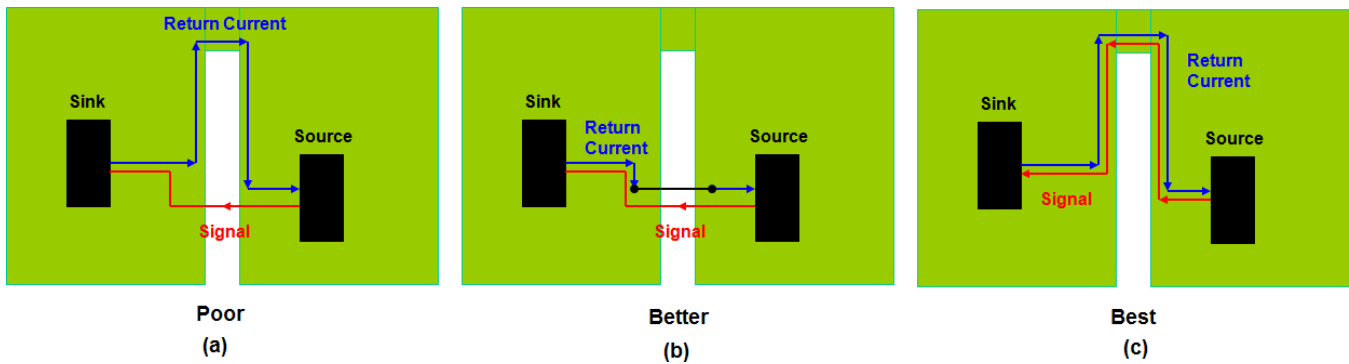 Return Current
Sink
Source
Signal
Poor
(a)
Sink
Return
Current
Source
Signal
Better
(b)
Return
Current
Sink
Source
Signal
Best
(c)